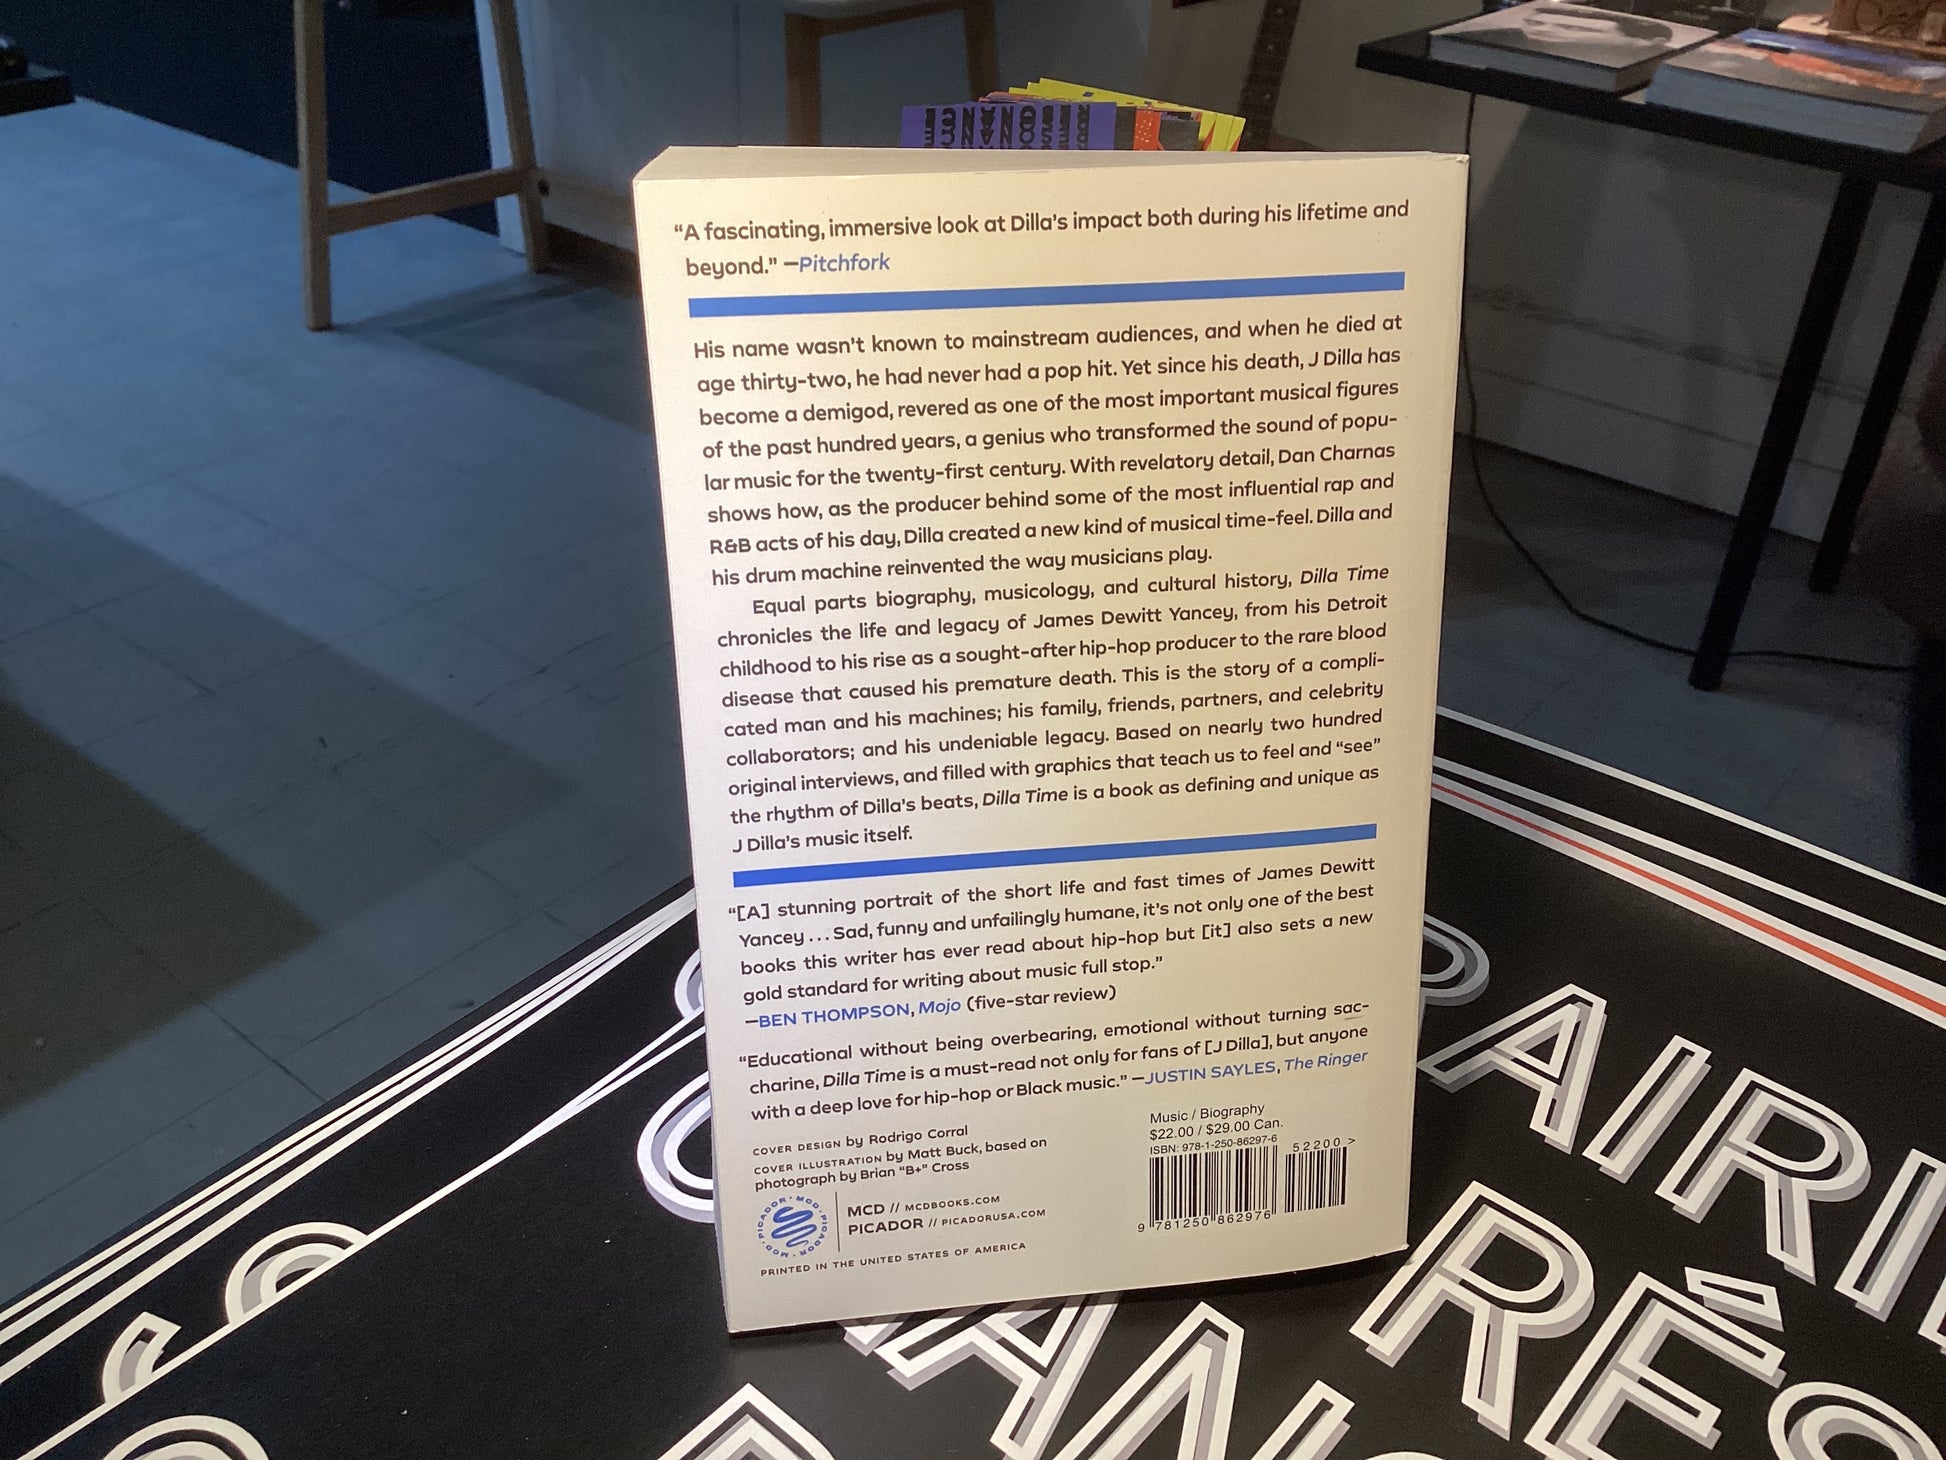 “A fascinating, immersive look at Dilla’s impact both during his lifetime and
beyond.” —Pitchfork
His name wasn’t known to mainstream audiences, and when he died at
age thirty-two, he had never had a pop hit. Yet since his death, J Dilla has
become a demigod, revered as one of the most important musical figures
of the past hundred years, a genius who transformed the sound of popu-
lar music for the twenty-first century. With revelatory detail, Dan Charnas
shows how, as the producer behind some of the most influential rap and
R&B acts of his day, Dilla created a new kind of musical time-feel. Dilla and
his drum machine reinvented the way musicians play.
Equal parts biography, musicology, and cultural history, Dilla Time
chronicles the life and legacy of James Dewitt Yancey, from his Detroit
childhood to his rise as a sought-after hip-hop producer to the rare blood
disease that caused his premature death. This is the story of a compli-
cated man and his machines; his family, friends, partners, and celebrity
collaborators; and his undeniable legacy. Based on nearly two hundred
original interviews, and filled with graphics that teach us to feel and “see”
the rhythm of Dilla’s beats, Dilla Time is a book as defining and unique as
J Dilla’s music itself.
“[A] stunning portrait of the short life and fast times of James Dewitt
Yancey . . . Sad, funny and unfailingly humane, it’s not only one of the best
books this writer has ever read about hip-hop but [it] also sets a new
gold standard for writing about music full stop.”
—BEN THOMPSON, Mojo (five-star review)
“Educational without being overbearing, emotional without turning sac-
charine, Dilla Time is a must-read not only for fans of [J Dilla], but anyone
with a deep love for hip-hop or Black music.” —JUSTIN SAYLES, The Ringer
COVER DESIGN by Rodrigo Corral
COVER ILLUSTRATION by Matt Buck, based on
photograph by Brian “B+” Cross
MCD · PICADOR · MCD · PICADOR
MCD // MCDBOOKS.COM
PICADOR // PICADORUSA.COM
PRINTED IN THE UNITED STATES OF AMERICA
Music / Biography
$22.00 / $29.00 Can.
ISBN: 978-1-250-86297-6
52200 >
9 781250 862976